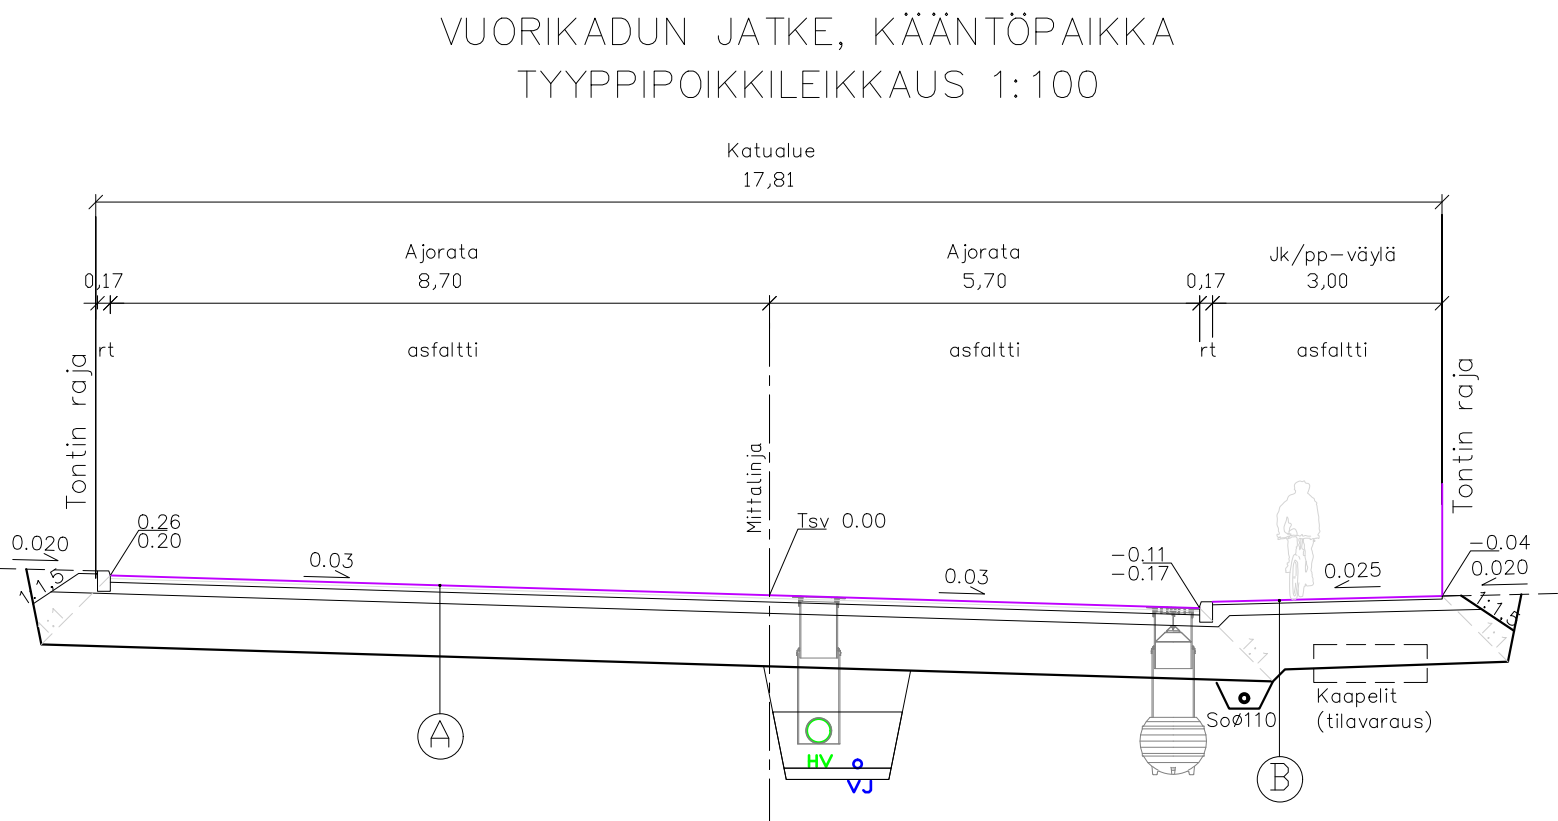 VUORIKADUN JATKE, KÄÄNTÖPAIKKA
TYYPPIPOIKKILEIKKAUS 1:100
Katualue
17,81
Ajorata
Ajorata
Jk/pp-väylä
0,17
8,70
5,70
0,17
3,00
rt
asfaltti
asfaltti
rt
asfaltti
Tontin raja
Mittalinja
Tontin raja
0.26
0.20
Tsv 0.00
0.020
0.03
0.03
-0.11
-0.17
0.025
-0.04
0.020
1:1.5
1:1
1:1
1:1
1:1.5
Kaapelit
(tilavaraus)
Soø110
A
HV
VJ
B